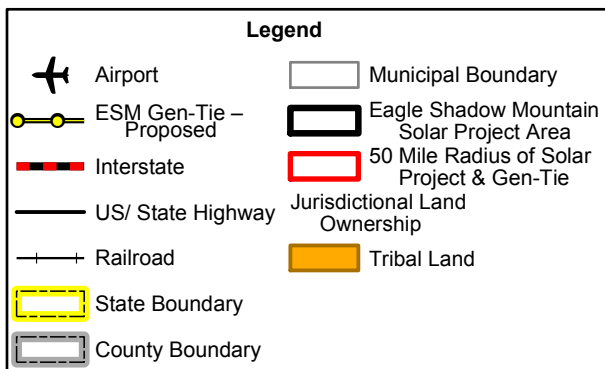 Legend
Airport
ESM Gen-Tie –
Proposed
Interstate
US/ State Highway
Railroad
State Boundary
County Boundary
Municipal Boundary
Eagle Shadow Mountain
Solar Project Area
50 Mile Radius of Solar
Project & Gen-Tie
Jurisdictional Land
Ownership
Tribal Land